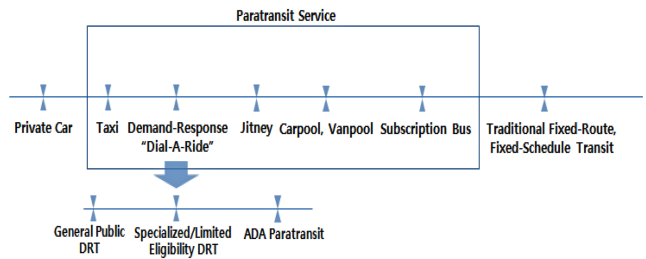 Paratransit Service
Private Car
Taxi
Demand-Response
“Dial-A-Ride”
Jitney
Carpool, Vanpool
Subscription Bus
Traditional Fixed-Route,
Fixed-Schedule Transit
General Public
DRT
Specialized/Limited
Eligibility DRT
ADA Paratransit